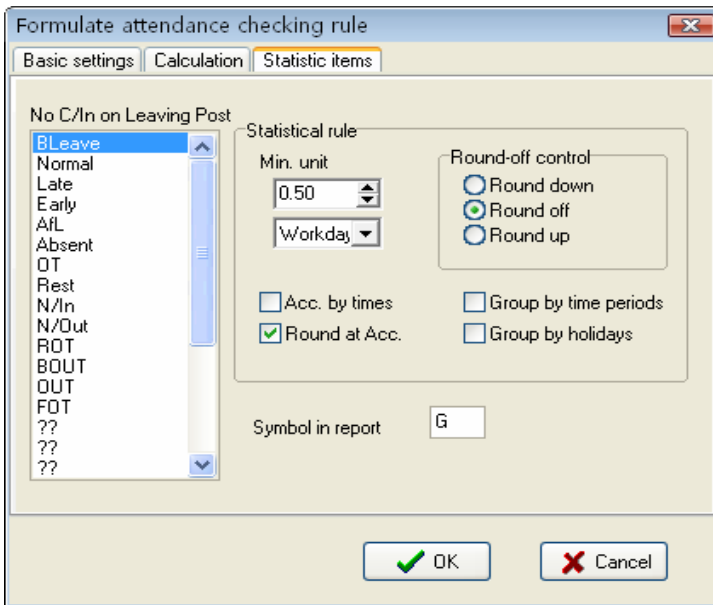 Formulate attendance checking rule
Basic settings
Calculation
Statistic items
No C/In on Leaving Post
BLeave
Normal
Late
Early
AfL
Absent
OT
Rest
N/In
N/Out
ROT
BOUT
OUT
FOT
??
??
??
Statistical rule
Min. unit
0.50
Workday
Round-off control
Round down
Round off
Round up
Acc. by times
Group by time periods
Round at Acc.
Group by holidays
Symbol in report
G
OK
Cancel